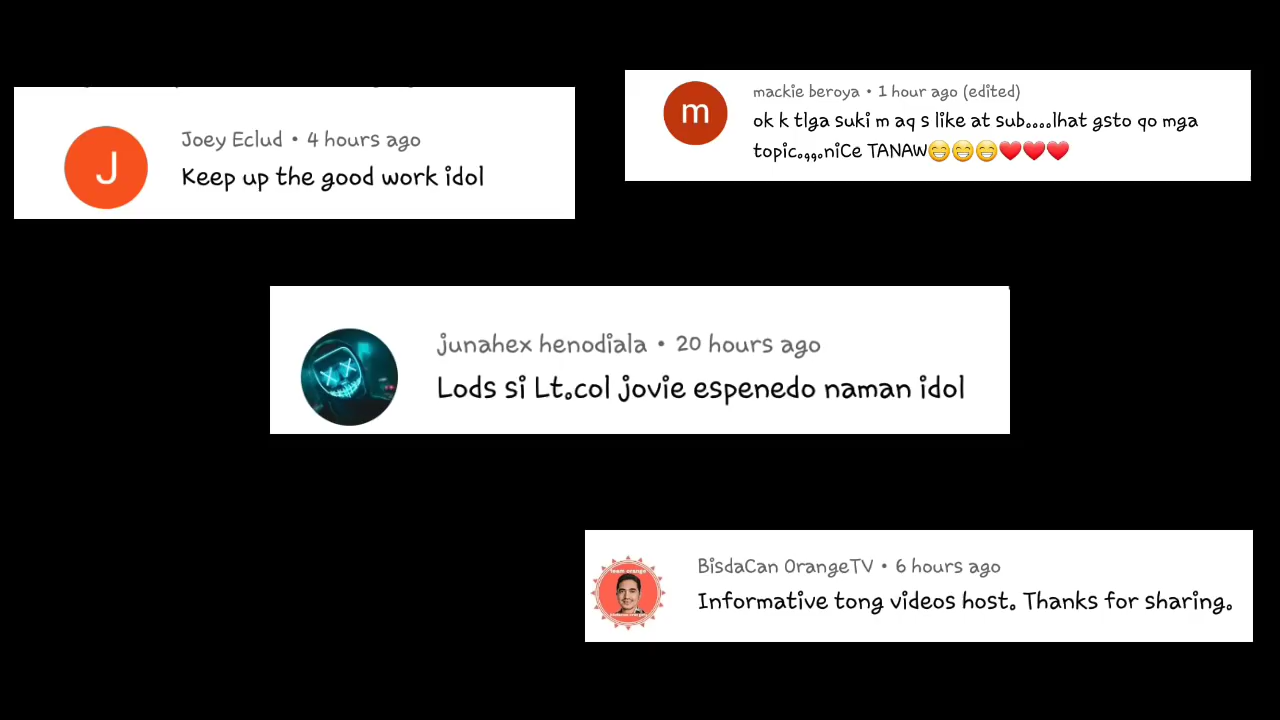 Joey Eclud • 4 hours ago
Keep up the good work idol
mackie beroya • 1 hour ago (edited)
ok k tlga suki m aq s like at sub....lhat gsto qo mga
topic.,,.niCe TANAW😁😁😁❤️❤️❤️
junahex henodiala • 20 hours ago
Lods si Lt.col jovie espenedo naman idol
BisdaCan OrangeTV • 6 hours ago
Informative tong videos host. Thanks for sharing.
J
m
team orange